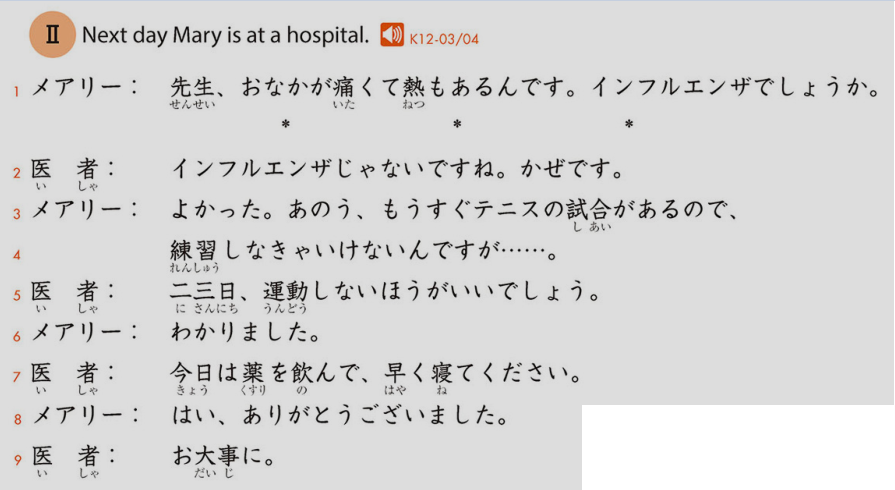 Ⅱ Next day Mary is at a hospital. K12-03/04
1 メアリー： 先生、おなかが痛くて熱もあるんです。インフルエンザでしょうか。
せんせい いた ねつ
* * *
2 医者： インフルエンザじゃないですね。かぜです。
い しゃ
3 メアリー： よかった。あのう、もうすぐテニスの試合があるので、
し あい
4 練習しなきゃいけないんですが……。
れんしゅう
5 医者： 二三日、運動しないほうがいいでしょう。
い しゃ に さんにち うんどう
6 メアリー： わかりました。
7 医者： 今日は薬を飲んで、早く寝てください。
い しゃ きょう くすり の はや ね
8 メアリー： はい、ありがとうございました。
9 医者： お大事に。
い しゃ だい じ